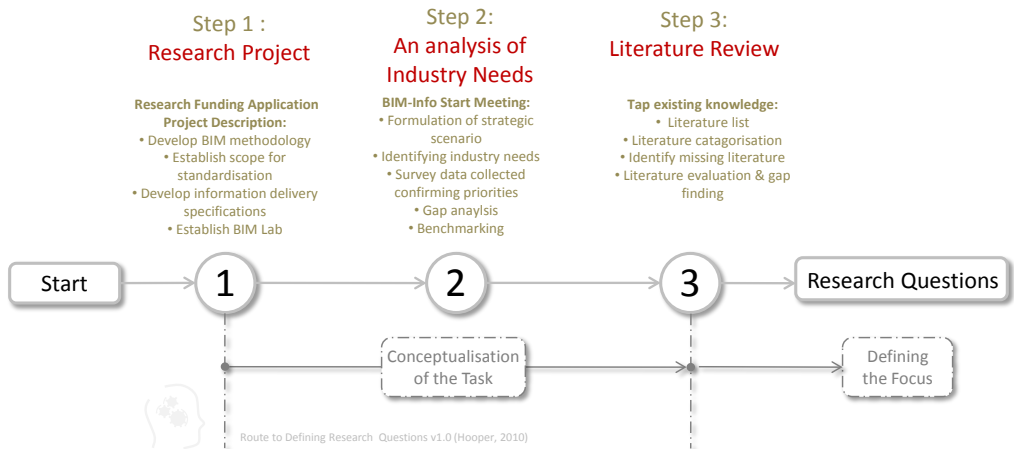 Step 1 :
Research Project
Research Funding Application
Project Description:
• Develop BIM methodology
• Establish scope for
standardisation
• Develop information delivery
specifications
• Establish BIM Lab
Step 2:
An analysis of
Industry Needs
BIM-Info Start Meeting:
• Formulation of strategic
scenario
• Identifying industry needs
• Survey data collected
confirming priorities
• Gap anaylsis
• Benchmarking
Step 3:
Literature Review
Tap existing knowledge:
• Literature list
• Literature catagorisation
• Identify missing literature
• Literature evaluation & gap
finding
Start
1
2
3
Research Questions
Conceptualisation
of the Task
Defining
the Focus
Route to Defining Research Questions v1.0 (Hooper, 2010)